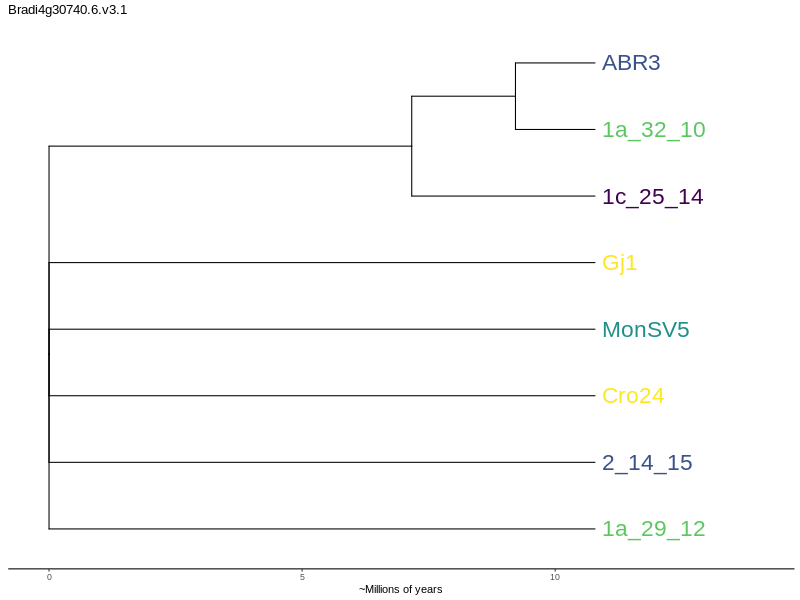 Bradi4g30740.6.v3.1
ABR3
1a_32_10
1c_25_14
Gj1
MonSV5
Cro24
2_14_15
1a_29_12
0 5 10
~Millions of years